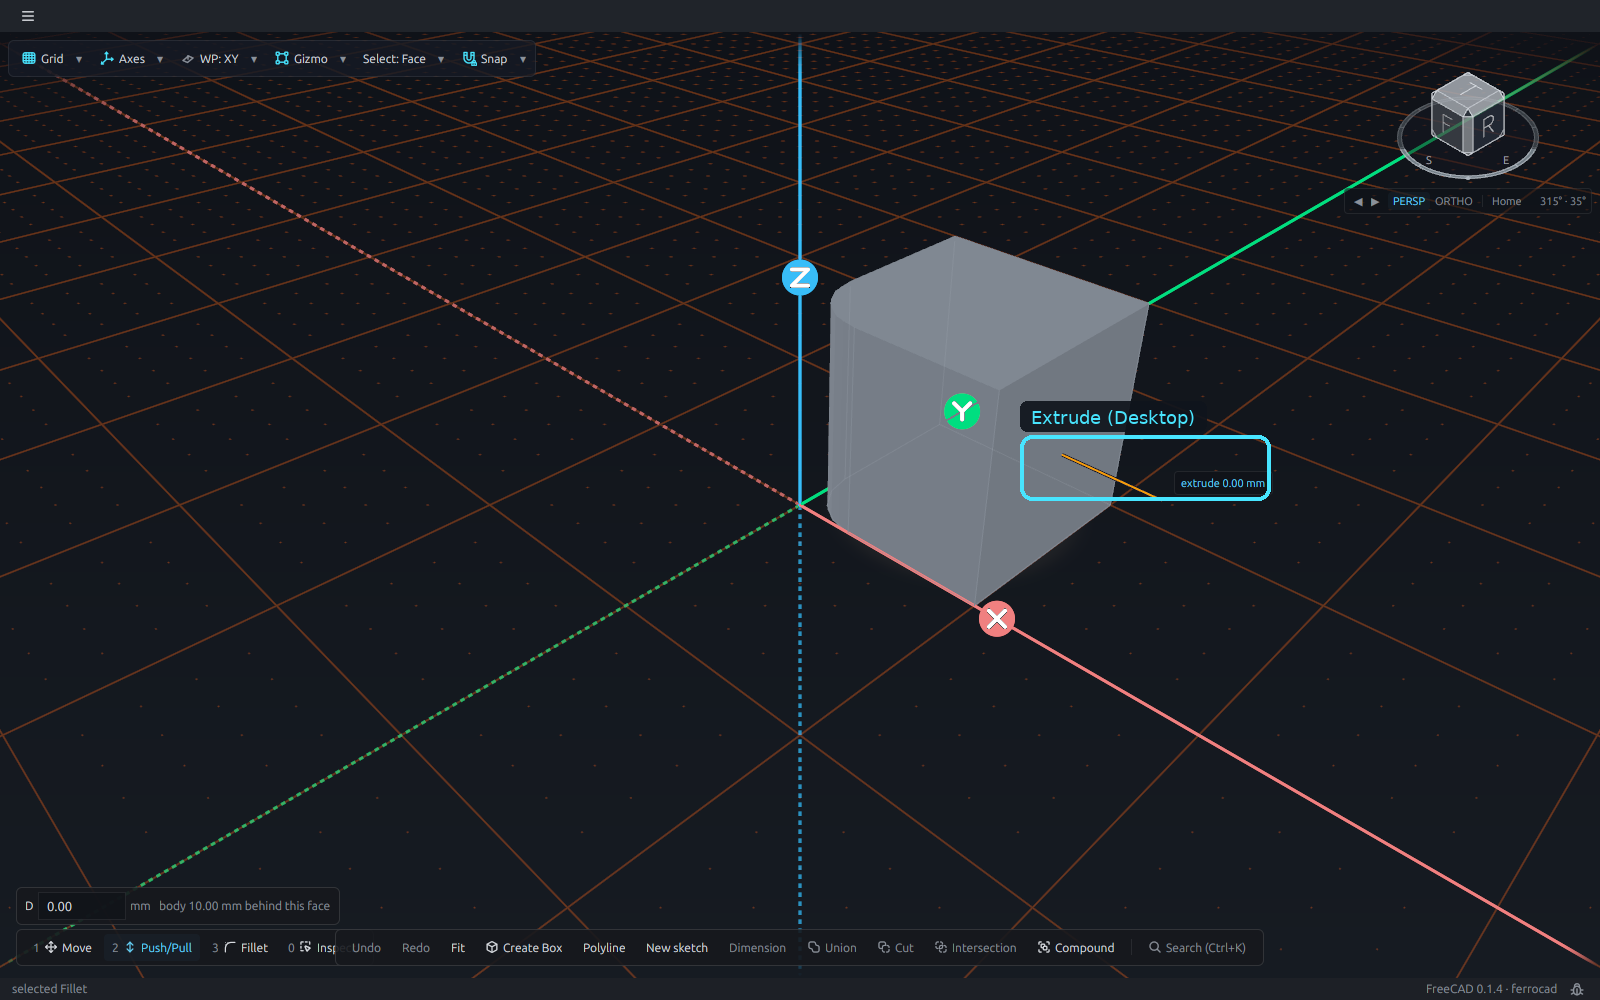 Grid
Axes
WP: XY
Gizmo
Select: Face
Snap
T
F
R
S
E
PERSP
ORTHO
Home
315° · 35°
Z
Y
Extrude (Desktop)
extrude 0.00 mm
X
D 0.00 mm body 10.00 mm behind this face
1 Move
2 Push/Pull
3 Fillet
0 Inspe
Undo
Redo
Fit
Create Box
Polyline
New sketch
Dimension
Union
Cut
Intersection
Compound
Search (Ctrl+K)
selected Fillet
FreeCAD 0.1.4 · ferrocad